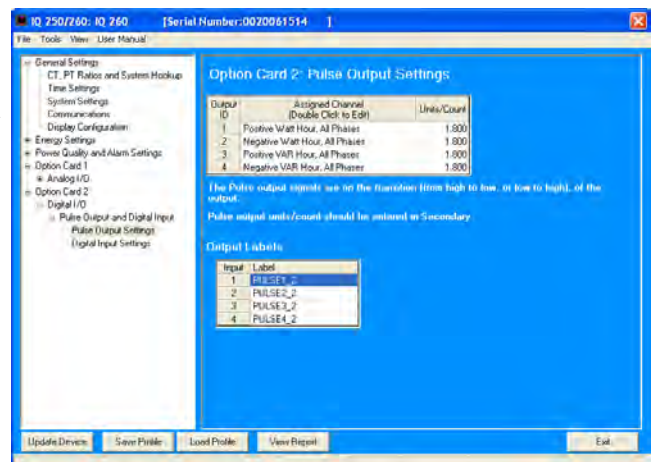 IQ 250/260: IQ 260 [Serial Number:0020061514 ]
File Tools View User Manual
General Settings
CT, PT Ratios and System Hookup
Time Settings
System Settings
Communications
Display Configuration
Energy Settings
Power Quality and Alarm Settings
Option Card 1
Analog I/O
Option Card 2
Digital I/O
Pulse Output and Digital Input
Pulse Output Settings
Digital Input Settings
Option Card 2: Pulse Output Settings
Output ID Assigned Channel (Double Click to Edit) Units/Count
1 Positive Watt Hour, All Phases 1.800
2 Negative Watt Hour, All Phases 1.800
3 Positive VAR Hour, All Phases 1.800
4 Negative VAR Hour, All Phases 1.800
The Pulse output signals are on the transition (from high to low, or low to high), of the
output.
Pulse output units/count should be entered in Secondary
Output Labels
Input Label
1 PULSE1_2
2 PULSE2_2
3 PULSE3_2
4 PULSE4_2
Update Device Save Profile Load Profile View Report Exit